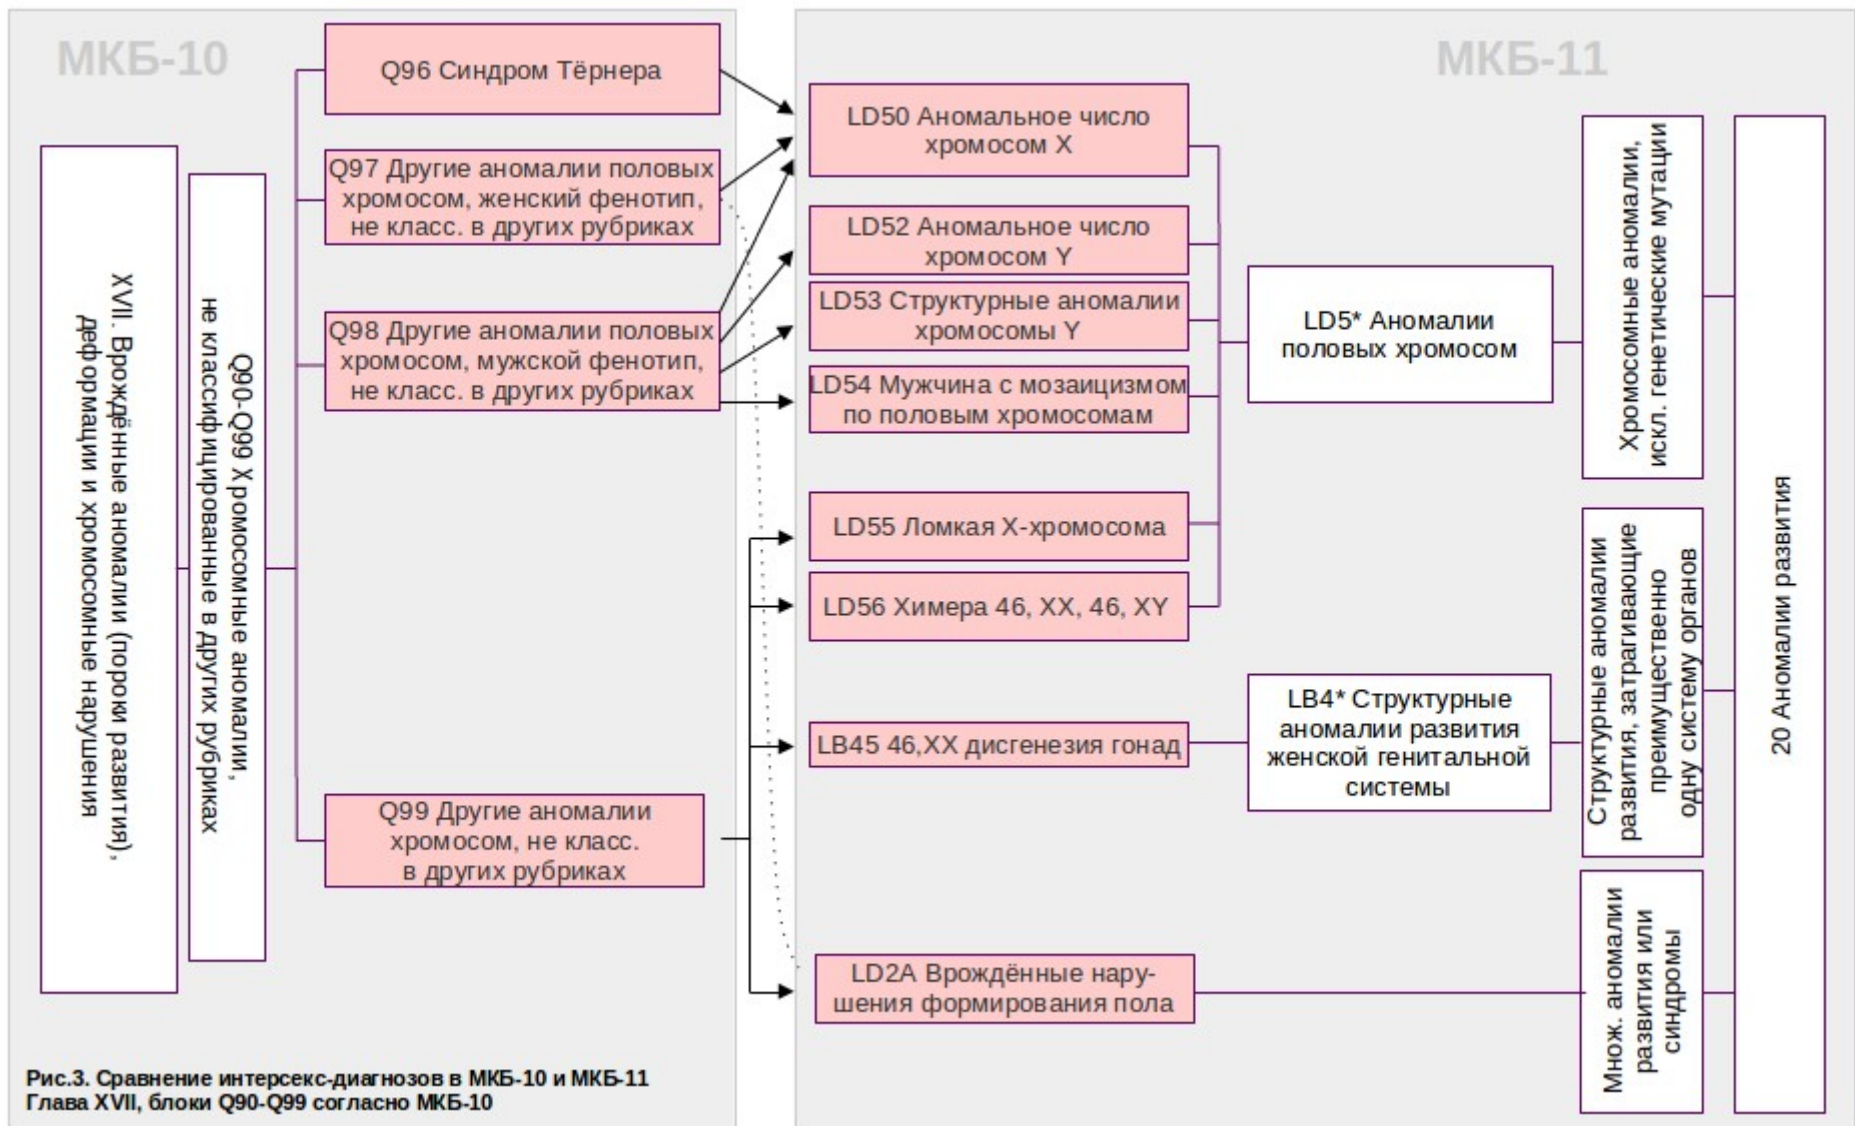 МКБ-10
XVII. Врождённые аномалии (пороки развития),
деформации и хромосомные нарушения
Q90-Q99 Хромосомные аномалии,
не классифицированные в других рубриках
Q96 Синдром Тёрнера
Q97 Другие аномалии половых
хромосом, женский фенотип,
не класс. в других рубриках
Q98 Другие аномалии половых
хромосом, мужской фенотип,
не класс. в других рубриках
Q99 Другие аномалии
хромосом, не класс.
в других рубриках
Рис.3. Сравнение интерсекс-диагнозов в МКБ-10 и МКБ-11
Глава XVII, блоки Q90-Q99 согласно МКБ-10
МКБ-11
LD50 Аномальное число
хромосом X
LD52 Аномальное число
хромосом Y
LD53 Структурные аномалии
хромосомы Y
LD54 Мужчина с мозаицизмом
по половым хромосомам
LD55 Ломкая X-хромосома
LD56 Химера 46, XX, 46, XY
LB45 46,XX дисгенезия гонад
LD2A Врождённые нару-
шения формирования пола
LD5* Аномалии
половых хромосом
LB4* Структурные
аномалии развития
женской генитальной
системы
Хромосомные аномалии,
искл. генетические мутации
Структурные аномалии
развития, затрагивающие
преимущественно
одну систему органов
Множ. аномалии
развития или
синдромы
20 Аномалии развития